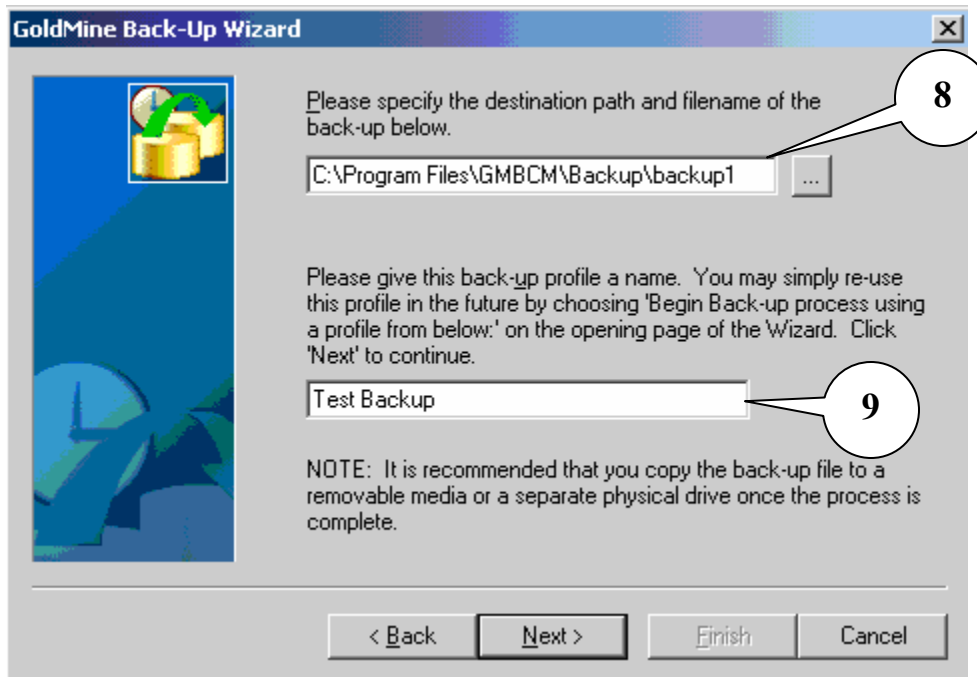 GoldMine Back-Up Wizard
8
Please specify the destination path and filename of the
back-up below.
C:\Program Files\GMBCM\Backup\backup1
...
Please give this back-up profile a name.  You may simply re-use
this profile in the future by choosing 'Begin Back-up process using
a profile from below:' on the opening page of the Wizard.  Click
'Next' to continue.
Test Backup
9
NOTE:  It is recommended that you copy the back-up file to a
removable media or a separate physical drive once the process is
complete.
< Back
Next >
Finish
Cancel